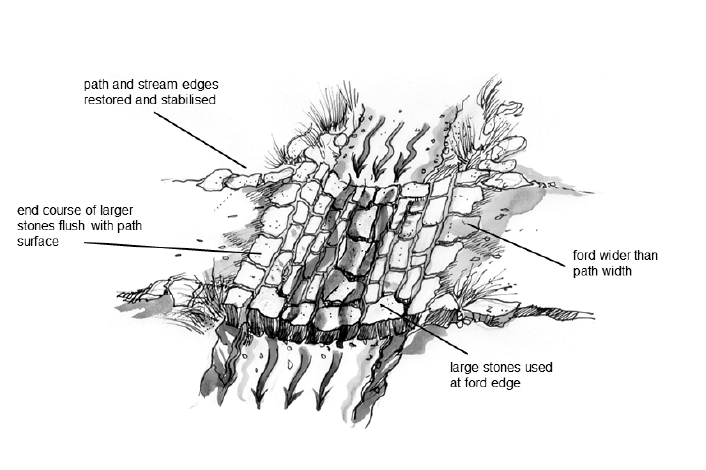 path and stream edges
restored and stabilised
end course of larger
stones flush with path
surface
ford wider than
path width
large stones used
at ford edge